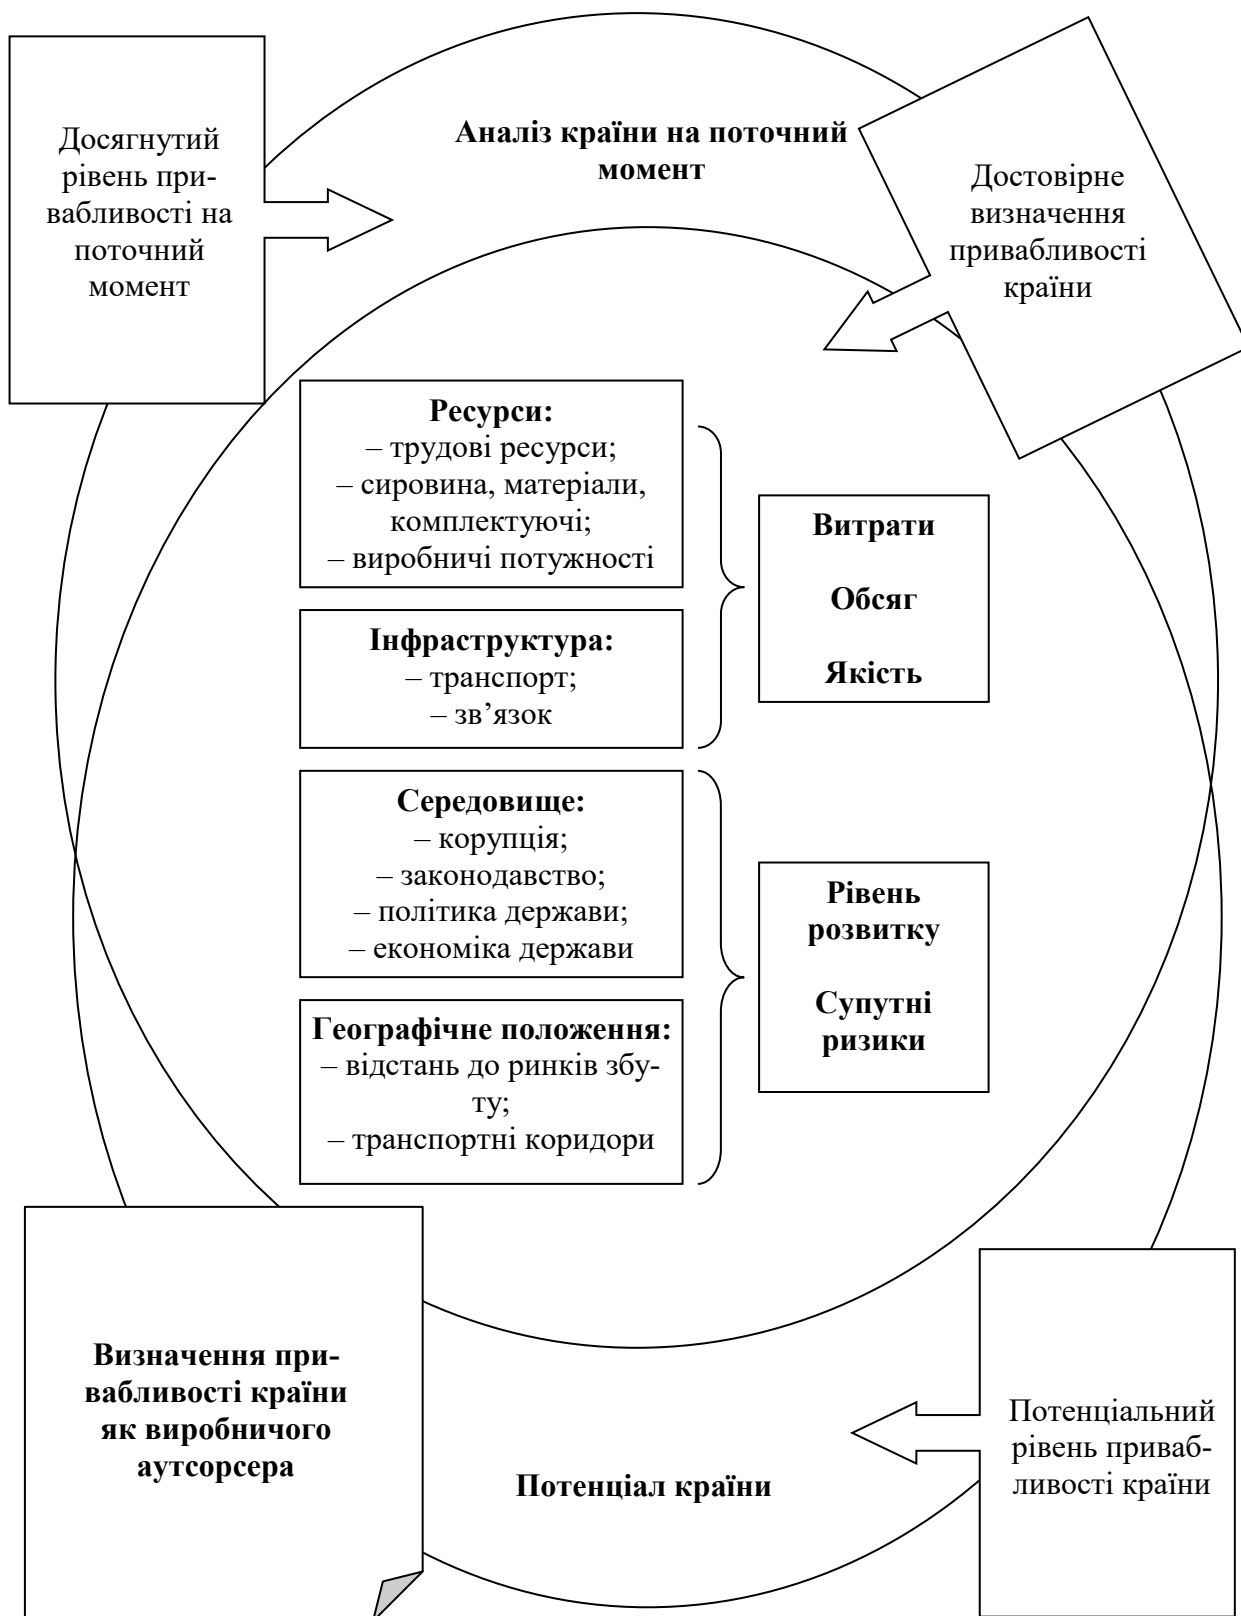 Досягнутий
рівень при-
вабливості на
поточний
момент
Аналіз країни на поточний
момент
Достовірне
визначення
привабливості
країни
Ресурси:
– трудові ресурси;
– сировина, матеріали,
комплектуючі;
– виробничі потужності
Інфраструктура:
– транспорт;
– зв’язок
Витрати
Обсяг
Якість
Середовище:
– корупція;
– законодавство;
– політика держави;
– економіка держави
Географічне положення:
– відстань до ринків збу-
ту;
– транспортні коридори
Рівень
розвитку
Супутні
ризики
Визначення при-
вабливості країни
як виробничого
аутсорсера
Потенціал країни
Потенціальний
рівень приваб-
ливості країни